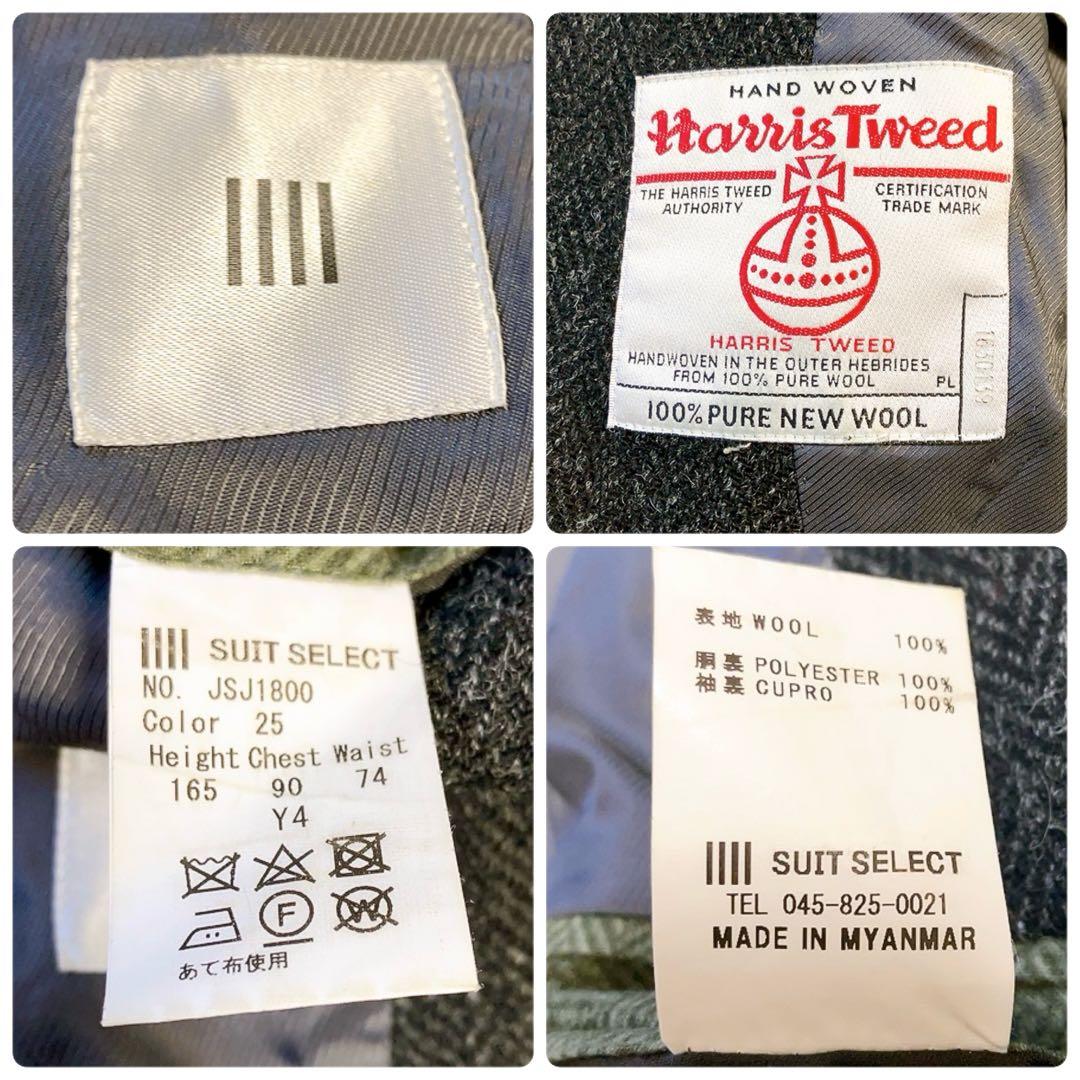 HAND WOVEN
Harris Tweed
THE HARRIS TWEED AUTHORITY
CERTIFICATION TRADE MARK
HARRIS TWEED
HANDWOVEN IN THE OUTER HEBRIDES
FROM 100% PURE WOOL
PL
100% PURE NEW WOOL
SUIT SELECT
NO. JSJ1800
Color 25
Height Chest Waist
165 90 74
Y4
F
W
あて布使用
表地 WOOL 100%
胴裏 POLYESTER 100%
袖裏 CUPRO 100%
SUIT SELECT
TEL 045-825-0021
MADE IN MYANMAR